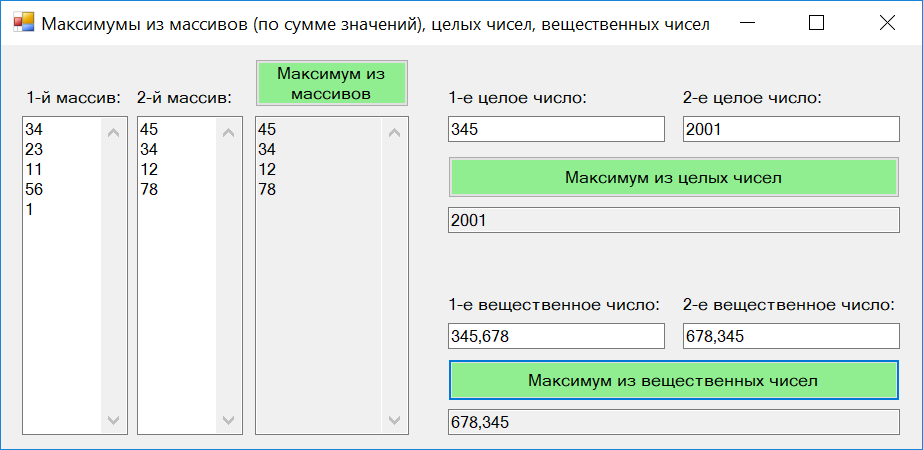 Максимумы из массивов (по сумме значений), целых чисел, вещественных чисел
1-й массив:
2-й массив:
Максимум из
массивов
34
23
11
56
1
45
34
12
78
45
34
12
78
1-е целое число:
2-е целое число:
345
2001
Максимум из целых чисел
2001
1-е вещественное число:
2-е вещественное число:
345,678
678,345
Максимум из вещественных чисел
678,345